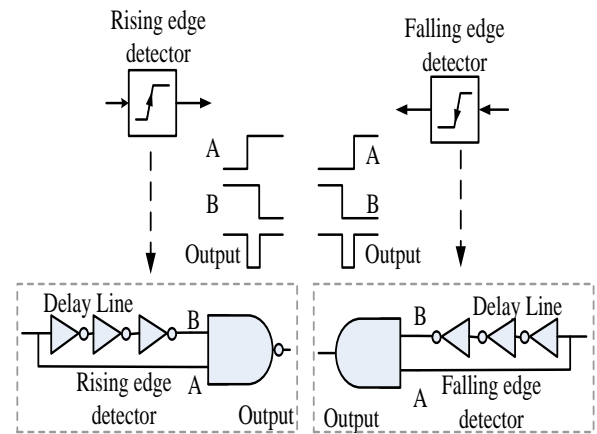 Rising edge
detector
Falling edge
detector
A
A
B
B
Output
Output
Delay Line
B
A
Rising edge
detector
Output
B
Delay Line
A
Falling edge
detector
Output